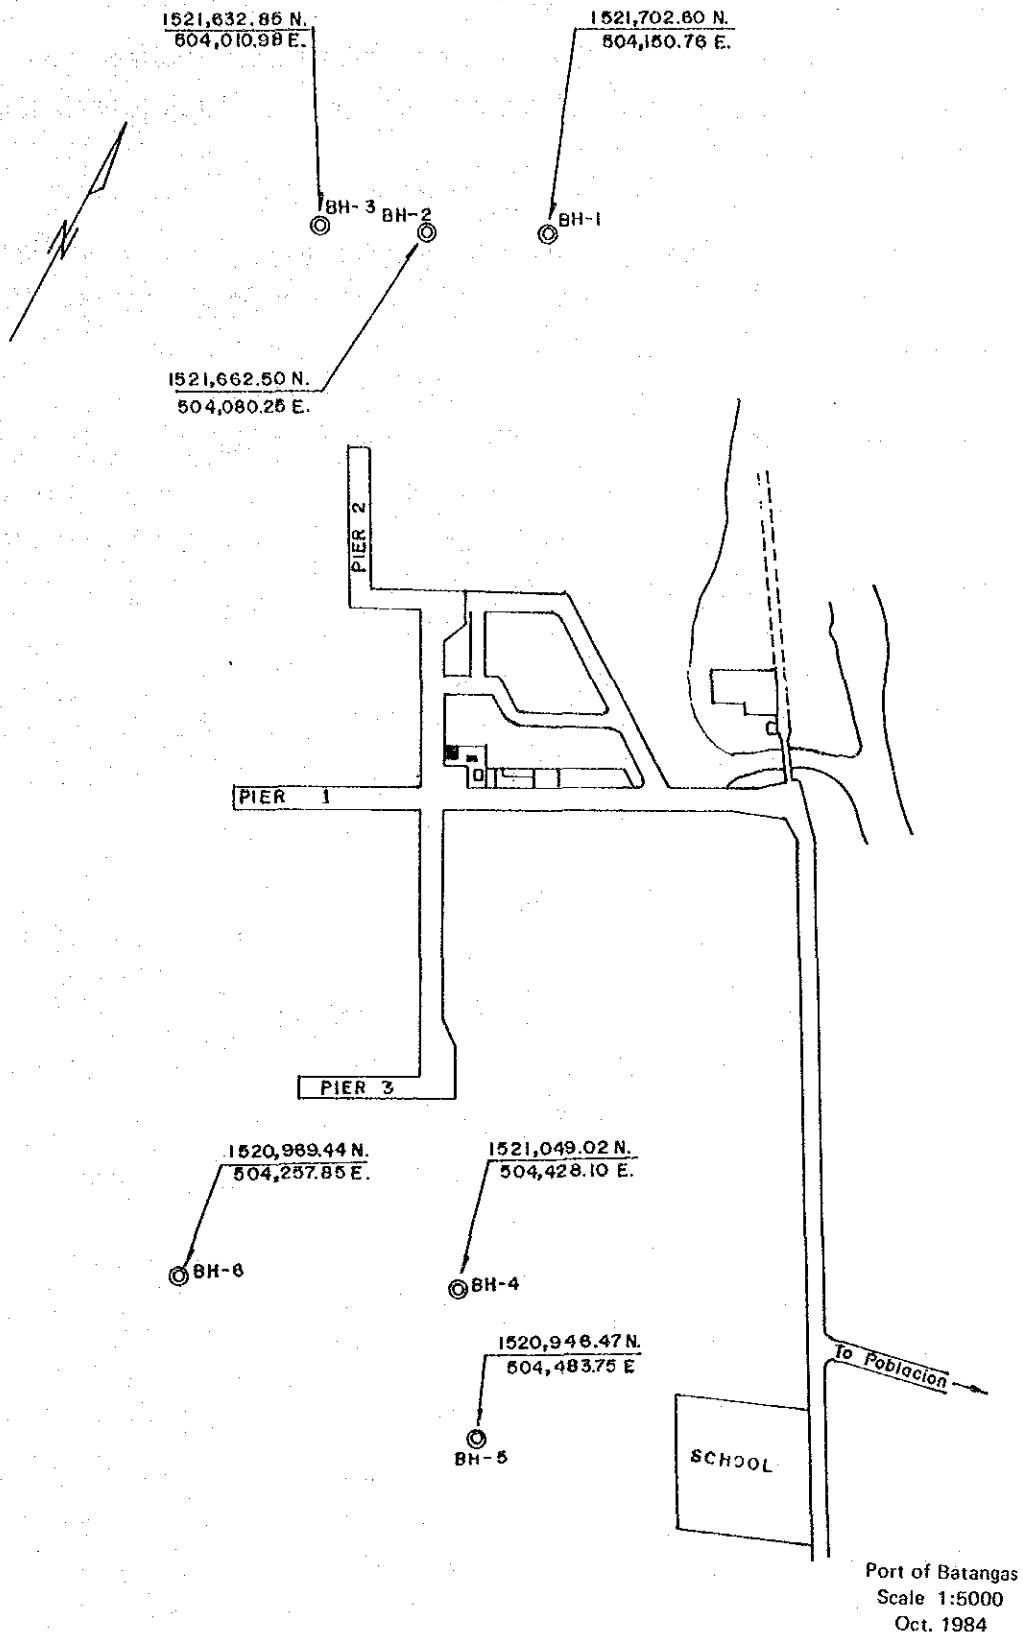 1521,632.85 N.
504,010.98 E.
1521,702.60 N.
504,150.76 E.
N
BH-3
BH-2
BH-1
1521,662.50 N.
504,080.25 E.
PIER 2
PIER 1
PIER 3
1520,969.44 N.
504,257.85 E.
1521,049.02 N.
504,428.10 E.
BH-6
BH-4
1520,946.47 N.
504,483.75 E
To Poblacion
BH-5
SCHOOL
Port of Batangas
Scale 1:5000
Oct. 1984